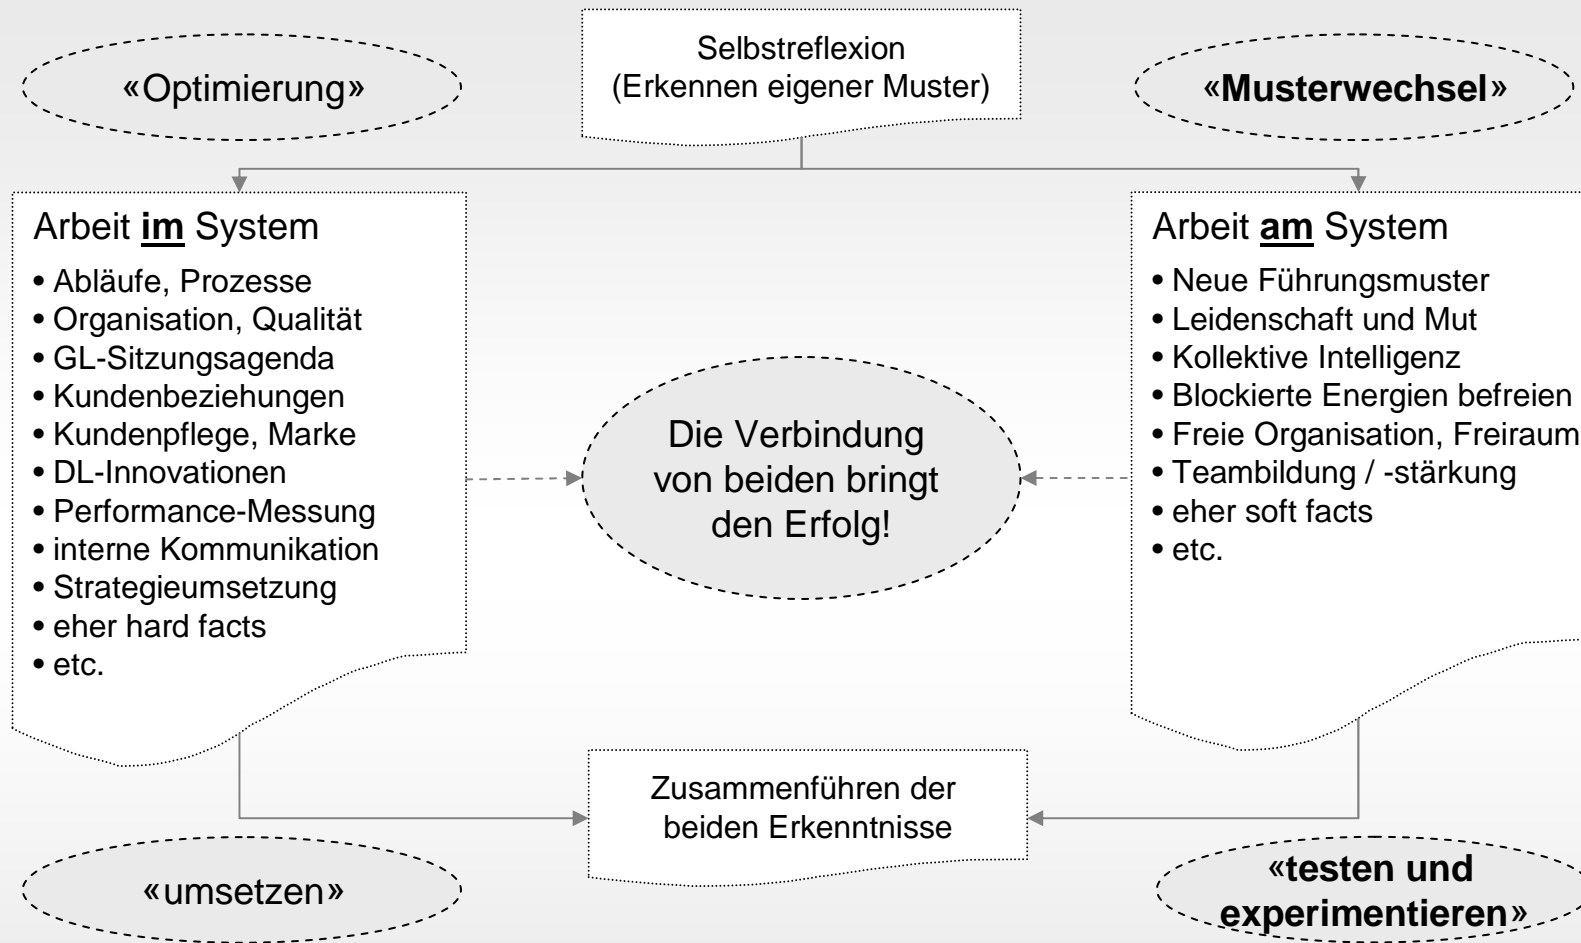 «Optimierung»
Selbstreflexion
(Erkennen eigener Muster)
«Musterwechsel»
Arbeit im System
• Abläufe, Prozesse
• Organisation, Qualität
• GL-Sitzungsagenda
• Kundenbeziehungen
• Kundenpflege, Marke
• DL-Innovationen
• Performance-Messung
• interne Kommunikation
• Strategieumsetzung
• eher hard facts
• etc.
Die Verbindung
von beiden bringt
den Erfolg!
Arbeit am System
• Neue Führungsmuster
• Leidenschaft und Mut
• Kollektive Intelligenz
• Blockierte Energien befreien
• Freie Organisation, Freiraum
• Teambildung / -stärkung
• eher soft facts
• etc.
Zusammenführen der
beiden Erkenntnisse
«umsetzen»
«testen und
experimentieren»